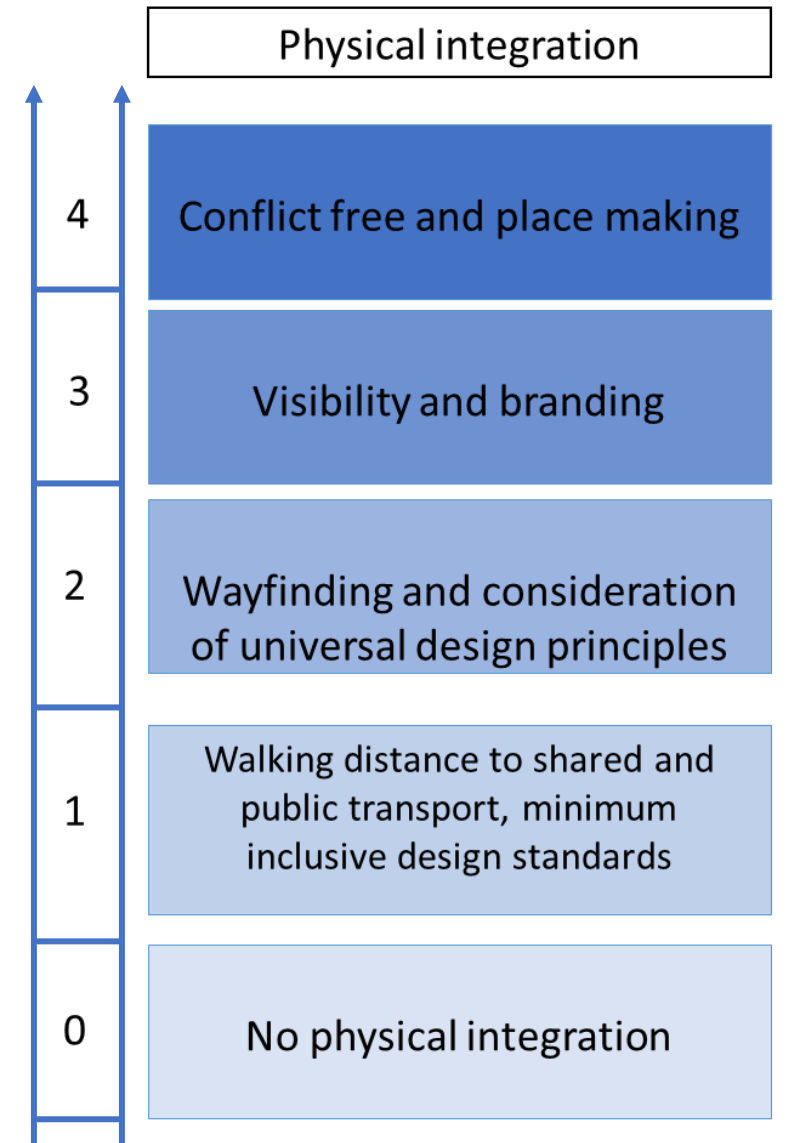 Physical integration
4
Conflict free and place making
3
Visibility and branding
2
Wayfinding and consideration
of universal design principles
1
Walking distance to shared and
public transport, minimum
inclusive design standards
0
No physical integration